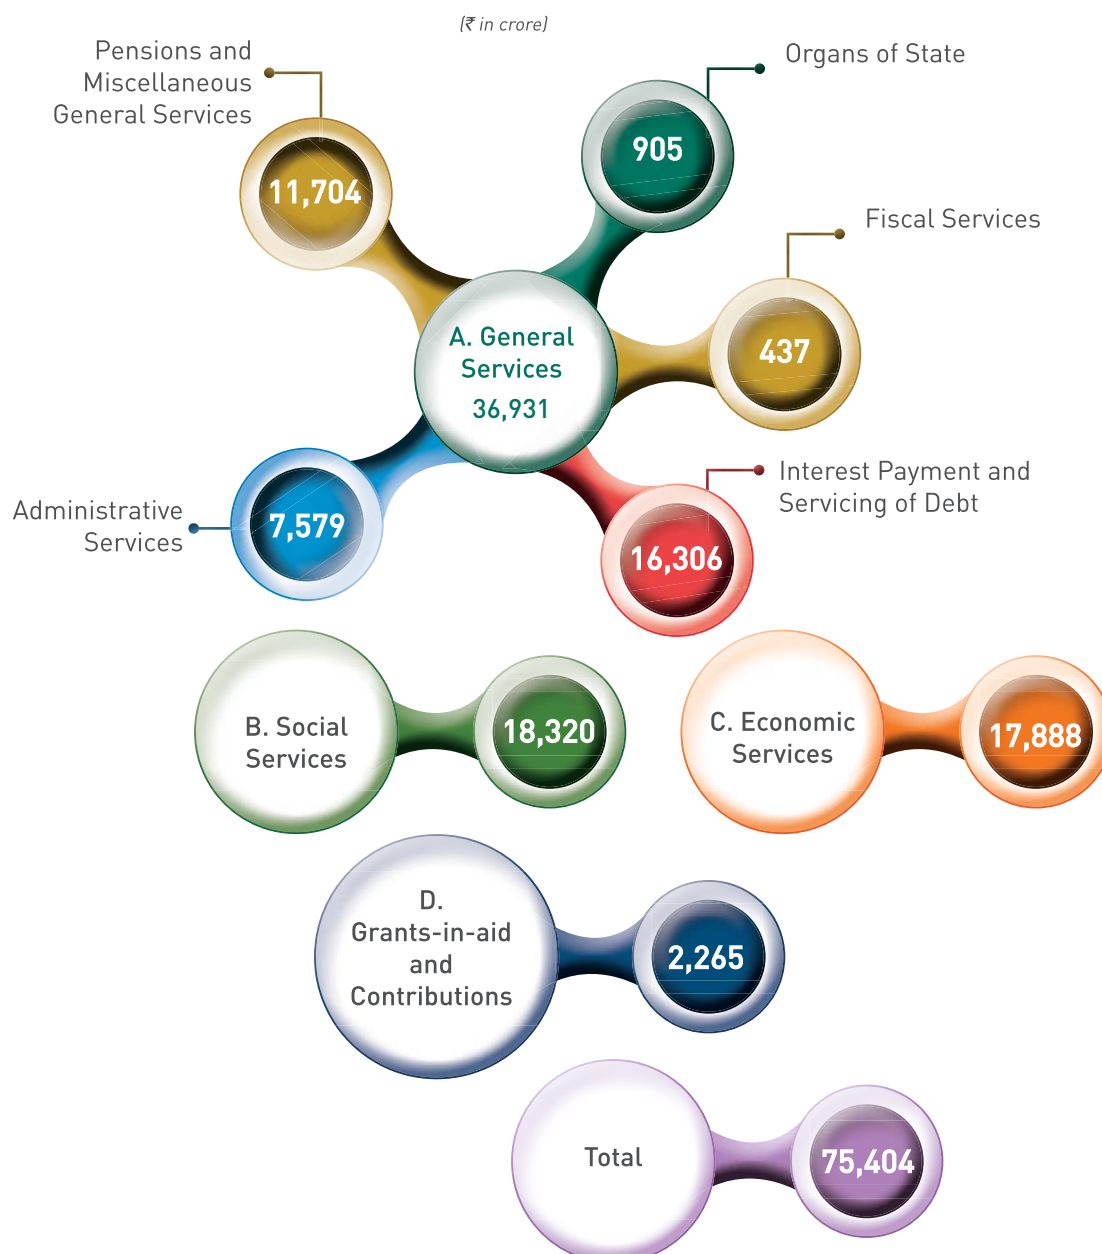 (₹ in crore)
Pensions and
Miscellaneous
General Services
11,704
Organs of State
905
Fiscal Services
437
A. General
Services
36,931
Administrative
Services
7,579
Interest Payment and
Servicing of Debt
16,306
B. Social
Services
18,320
C. Economic
Services
17,888
D.
Grants-in-aid
and
Contributions
2,265
Total
75,404